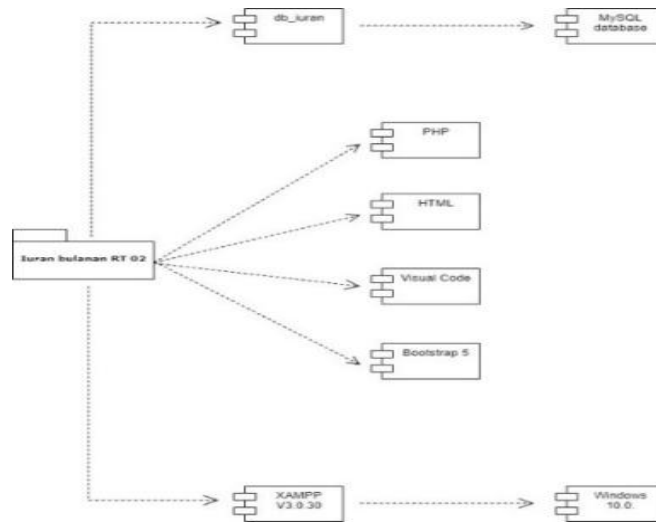 db_iuran
MySQL
database
PHP
HTML
Iuran bulanan RT 02
Visual Code
Bootstrap 5
XAMPP
V3.0.30
Windows
10.0.